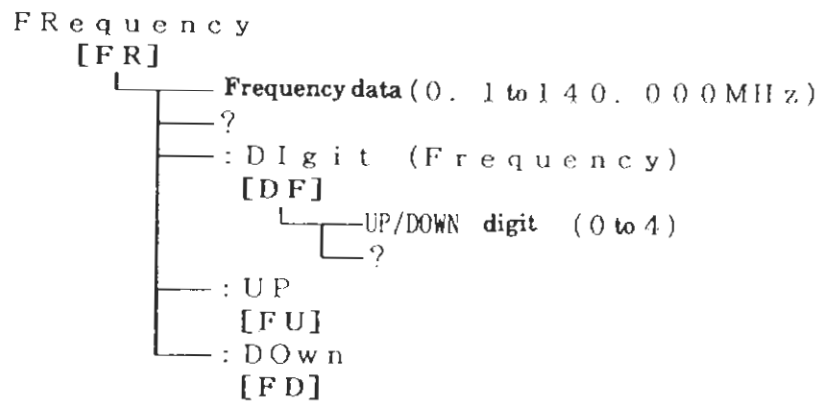 FRequency
[FR]
Frequency data (0.1 to 140.000MHz)
?
:DIgit (Frequency)
[DF]
UP/DOWN digit (0 to 4)
?
:UP
[FU]
:DOwn
[FD]